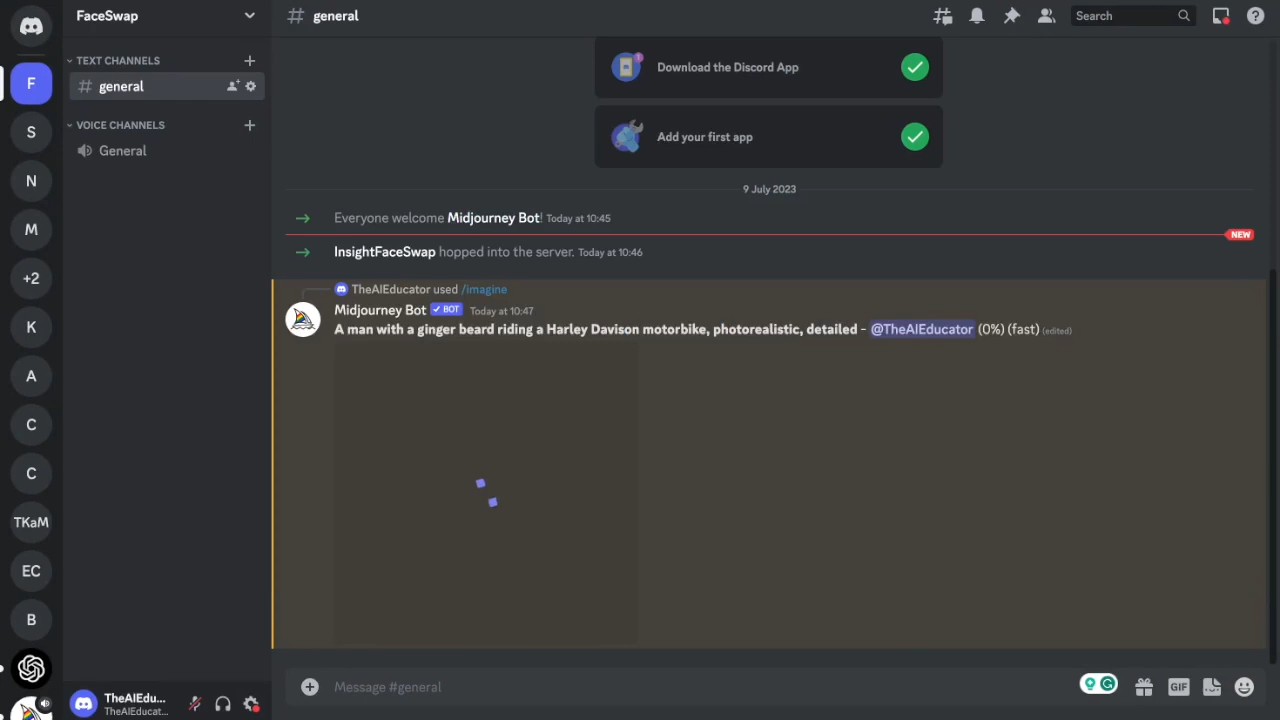 FaceSwap
# general
Search
TEXT CHANNELS
general
VOICE CHANNELS
General
F
S
N
M
+2
K
A
C
C
TKaM
EC
B
Download the Discord App
Add your first app
9 July 2023
Everyone welcome Midjourney Bot! Today at 10:45
NEW
InsightFaceSwap hopped into the server. Today at 10:46
TheAIEducator used /imagine
Midjourney Bot ✓ BOT Today at 10:47
A man with a ginger beard riding a Harley Davison motorbike, photorealistic, detailed - @TheAIEducator (0%) (fast) (edited)
Message #general
GIF
TheAIEdu...
TheAIEducat...